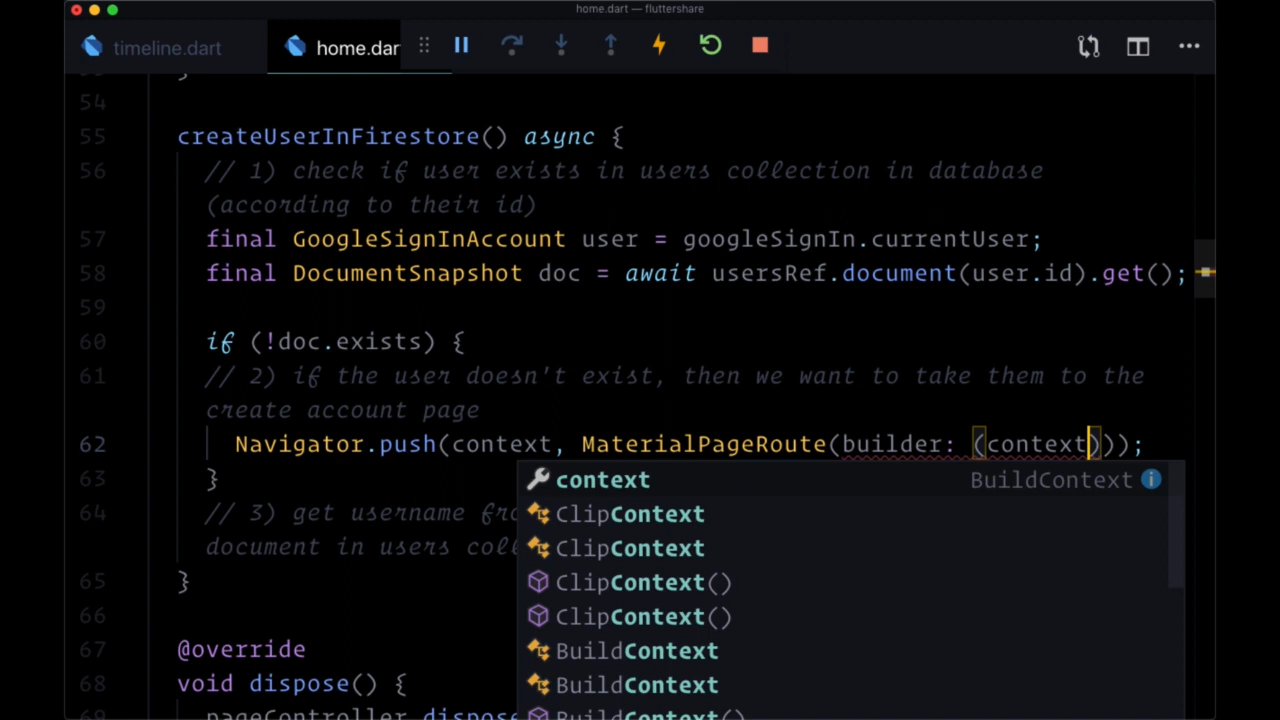 home.dart — fluttershare
timeline.dart
home.dar
54
55 createUserInFirestore() async {
56 // 1) check if user exists in users collection in database
(according to their id)
57 final GoogleSignInAccount user = googleSignIn.currentUser;
58 final DocumentSnapshot doc = await usersRef.document(user.id).get();
59
60 if (!doc.exists) {
61 // 2) if the user doesn't exist, then we want to take them to the
create account page
62 Navigator.push(context, MaterialPageRoute(builder: (context)));
63 }
64 // 3) get username
document in users
65 }
66
67 @override
68 void dispose() {
69 pageController.dispose
context BuildContext
ClipContext
ClipContext
ClipContext()
ClipContext()
BuildContext
BuildContext
BuildContext()